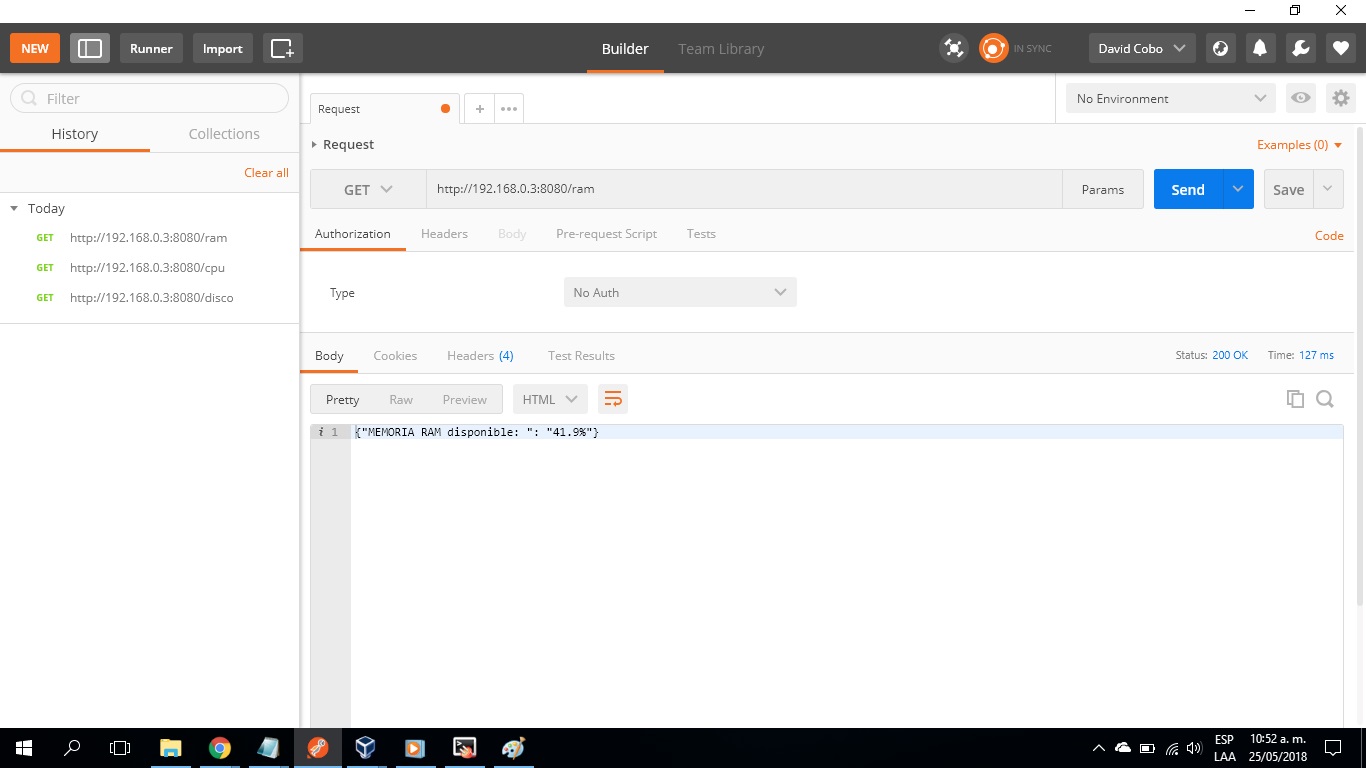 NEW Runner Import Builder Team Library IN SYNC David Cobo
Filter
History Collections
Clear all
Today
GET http://192.168.0.3:8080/ram
GET http://192.168.0.3:8080/cpu
GET http://192.168.0.3:8080/disco
Request + ••• No Environment
Request Examples (0)
GET http://192.168.0.3:8080/ram Params Send Save
Authorization Headers Body Pre-request Script Tests Code
Type No Auth
Body Cookies Headers (4) Test Results Status: 200 OK Time: 127 ms
Pretty Raw Preview HTML
i 1 {"MEMORIA RAM disponible: ": "41.9%"}
ESP 10:52 a. m.
LAA 25/05/2018